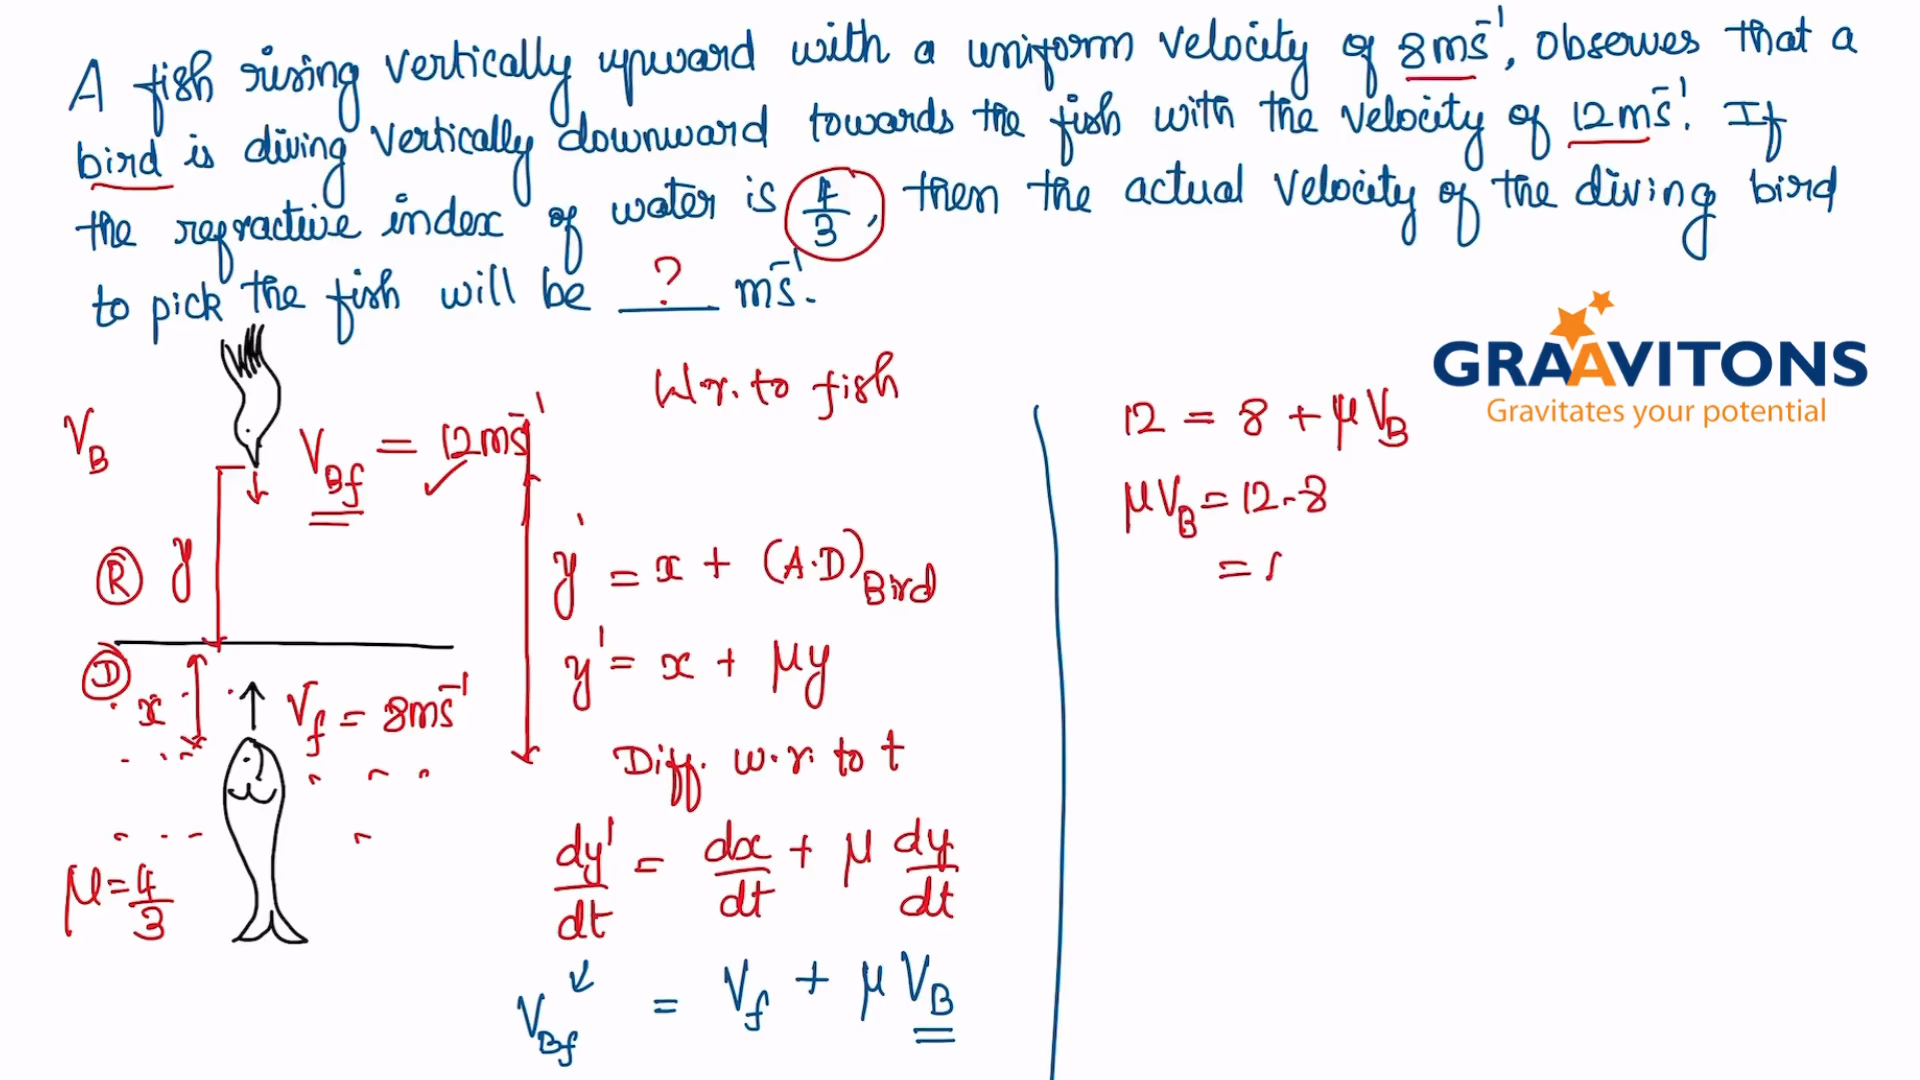 A fish rising vertically upward with a uniform velocity of 8ms⁻¹, observes that a
bird is diving vertically downward towards the fish with the velocity of 12ms⁻¹. If
the refractive index of water is 4/3, then the actual velocity of the diving bird
to pick the fish will be ___?___ ms⁻¹.
GRAAVITONS
Gravitates your potential
V_B
V_Bf = 12ms⁻¹
R
y
D
x
V_f = 8ms⁻¹
μ = 4/3
W.r. to fish
y' = x + (A.D)_Bird
y' = x + μy
Diff. w.r. to t
dy'/dt = dx/dt + μ dy/dt
V_Bf = V_f + μ V_B
12 = 8 + μV_B
μV_B = 12-8
=